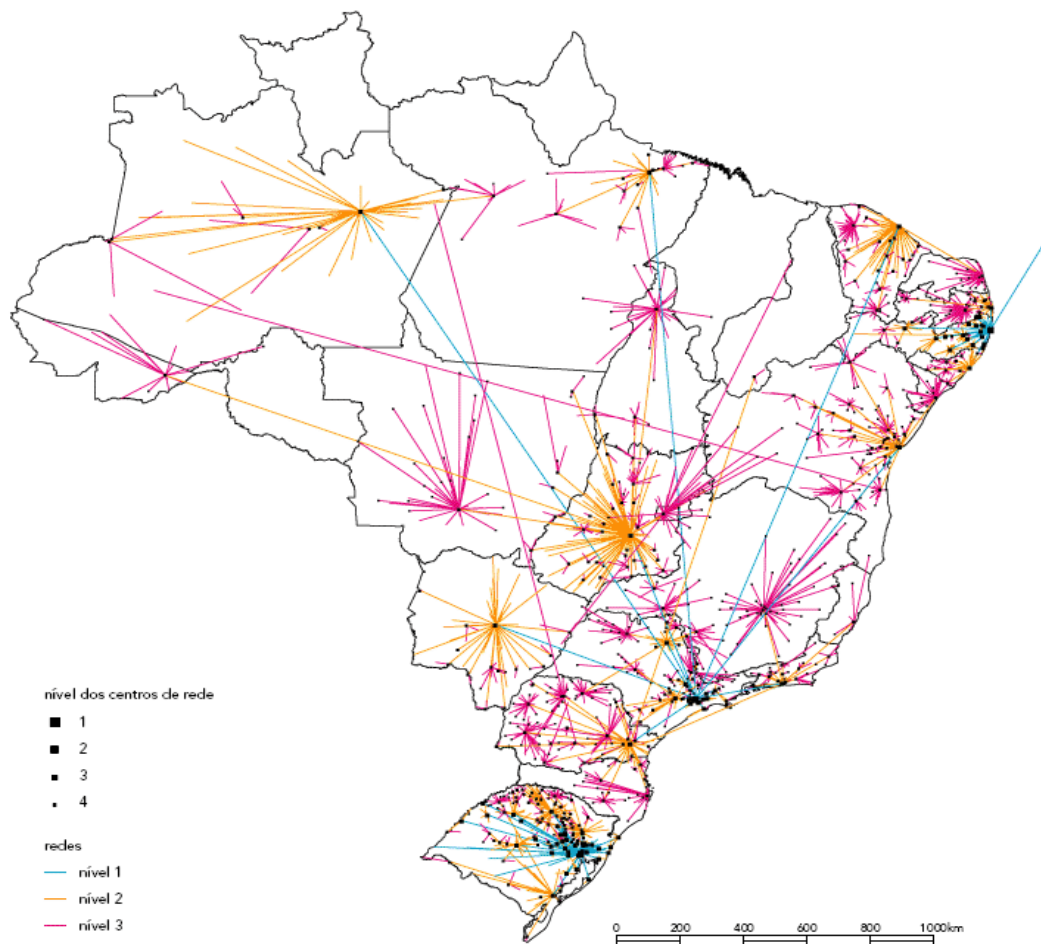 nível dos centros de rede
1
2
3
4
redes
nível 1
nível 2
nível 3
0 200 400 600 800 1000km